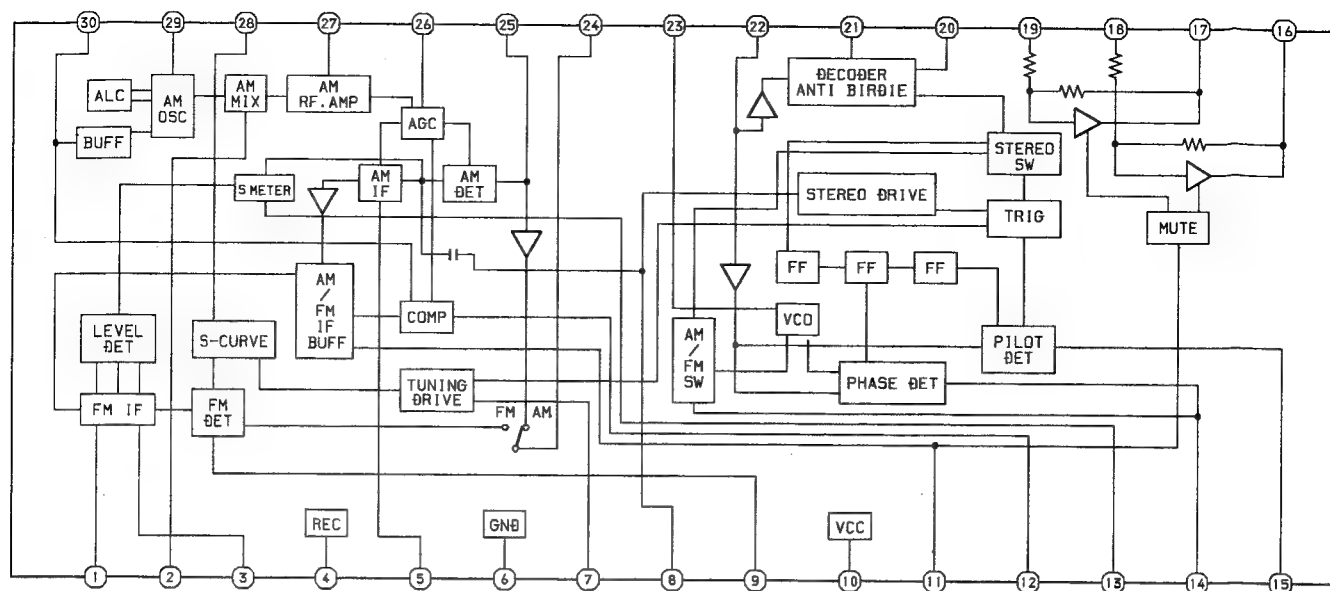 30 29 28 27 26 25 24 23 22 21 20 19 18 17 16
ALC
AM
OSC
AM
MIX
AM
RF.AMP
AGC
DECODER
ANTI BIRDIE
BUFF
STEREO
SW
S METER
AM
IF
AM
DET
STEREO DRIVE
TRIG
MUTE
AM
/
FM
IF
BUFF
COMP
FF
FF
FF
VCO
LEVEL
DET
S-CURVE
AM
/
FM
SW
PILOT
DET
PHASE DET
TUNING
DRIVE
FM IF
FM
DET
FM AM
REC
GND
VCC
1 2 3 4 5 6 7 8 9 10 11 12 13 14 15